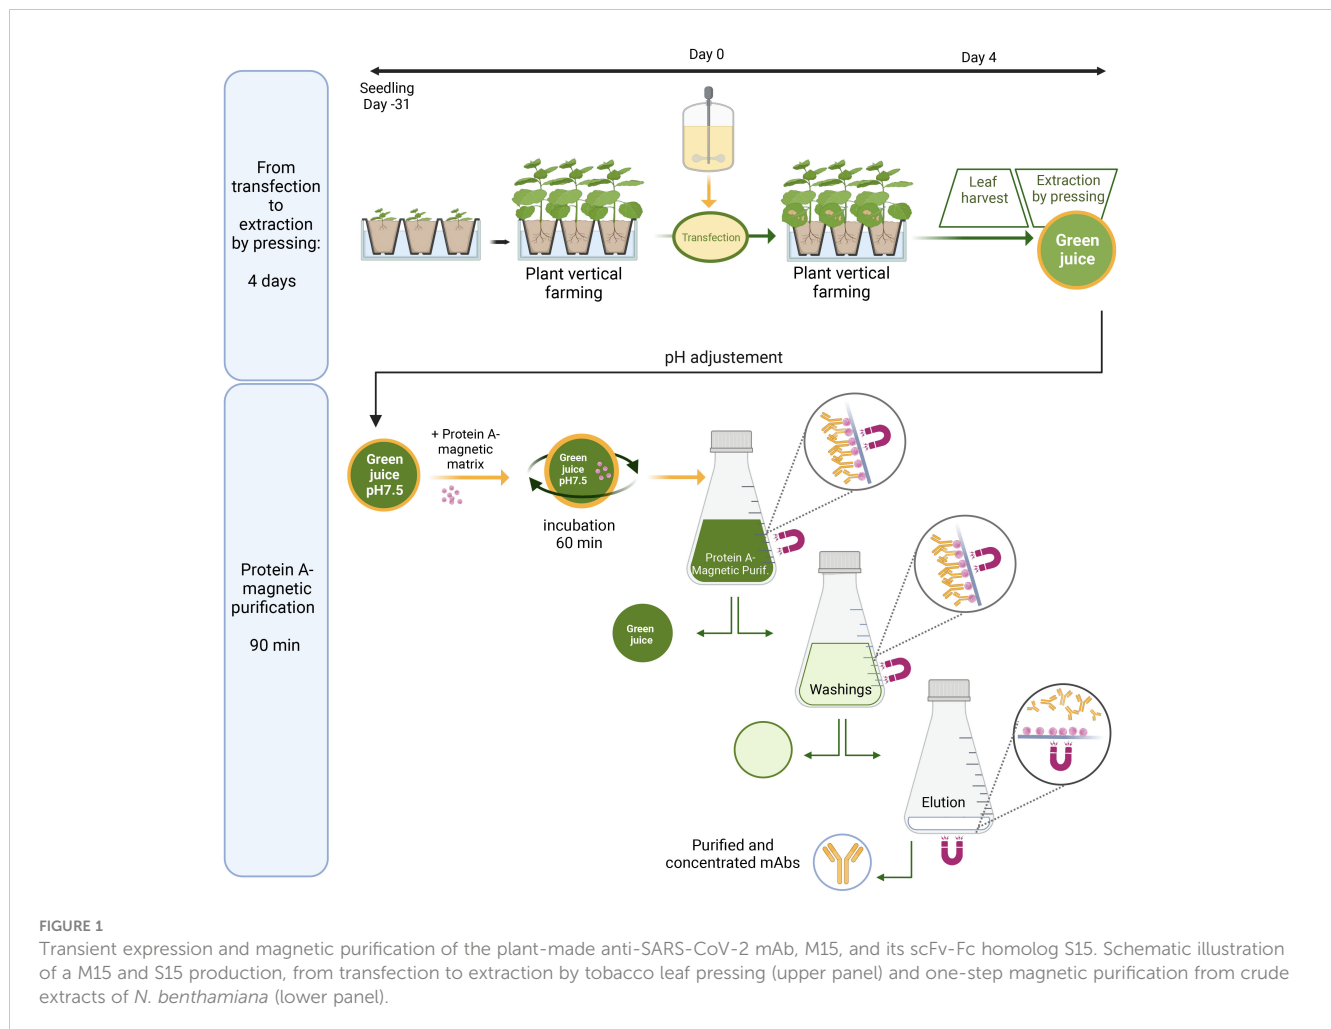 Day 0
Day 4
Seedling
Day -31
From
transfection
to
extraction
by pressing:
4 days
Transfection
Leaf
harvest
Extraction
by pressing
Green
juice
Plant vertical
farming
Plant vertical
farming
pH adjustement
Protein A-
magnetic
purification
90 min
Green
juice
pH7.5
+ Protein A-
magnetic
matrix
Green
juice
pH7.5
incubation
60 min
Protein A-
Magnetic Purif.
Green
juice
Washings
Elution
Purified and
concentrated mAbs
FIGURE 1
Transient expression and magnetic purification of the plant-made anti-SARS-CoV-2 mAb, M15, and its scFv-Fc homolog S15. Schematic illustration
of a M15 and S15 production, from transfection to extraction by tobacco leaf pressing (upper panel) and one-step magnetic purification from crude
extracts of N. benthamiana (lower panel).